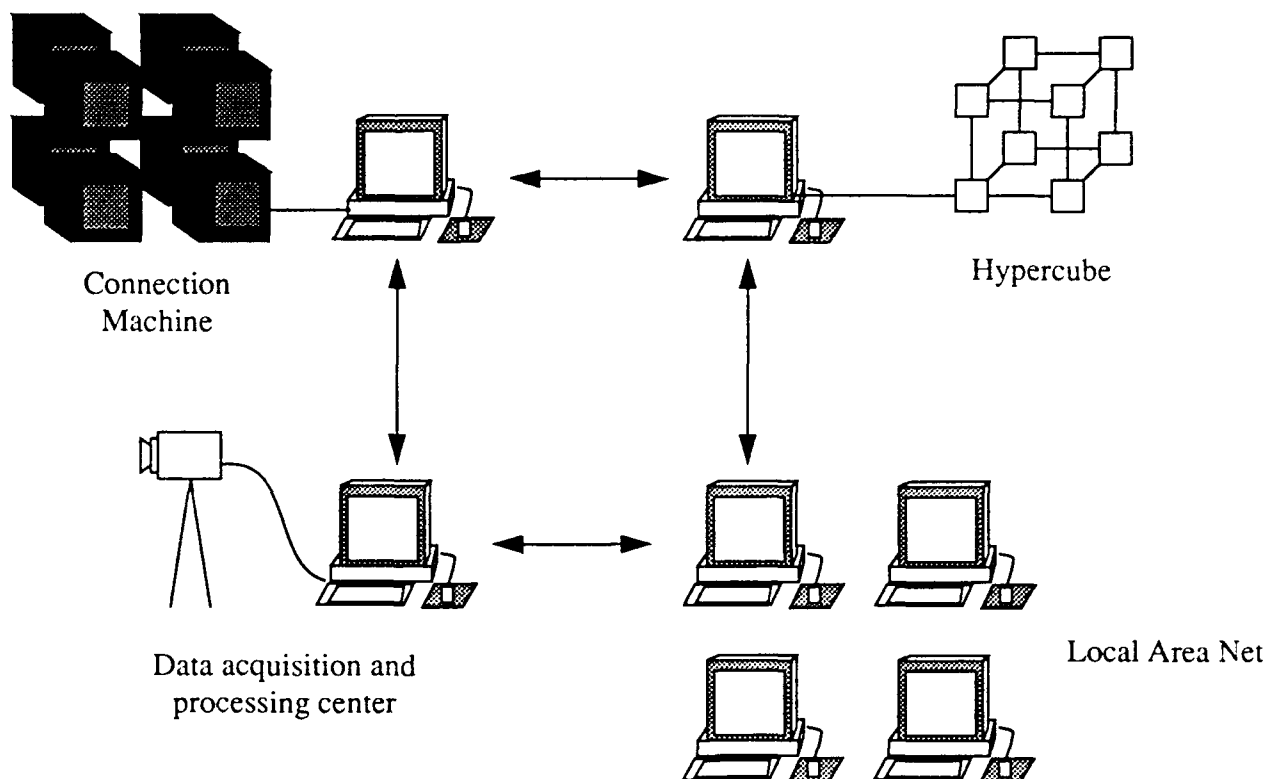 Connection
Machine
Hypercube
Data acquisition and
processing center
Local Area Net